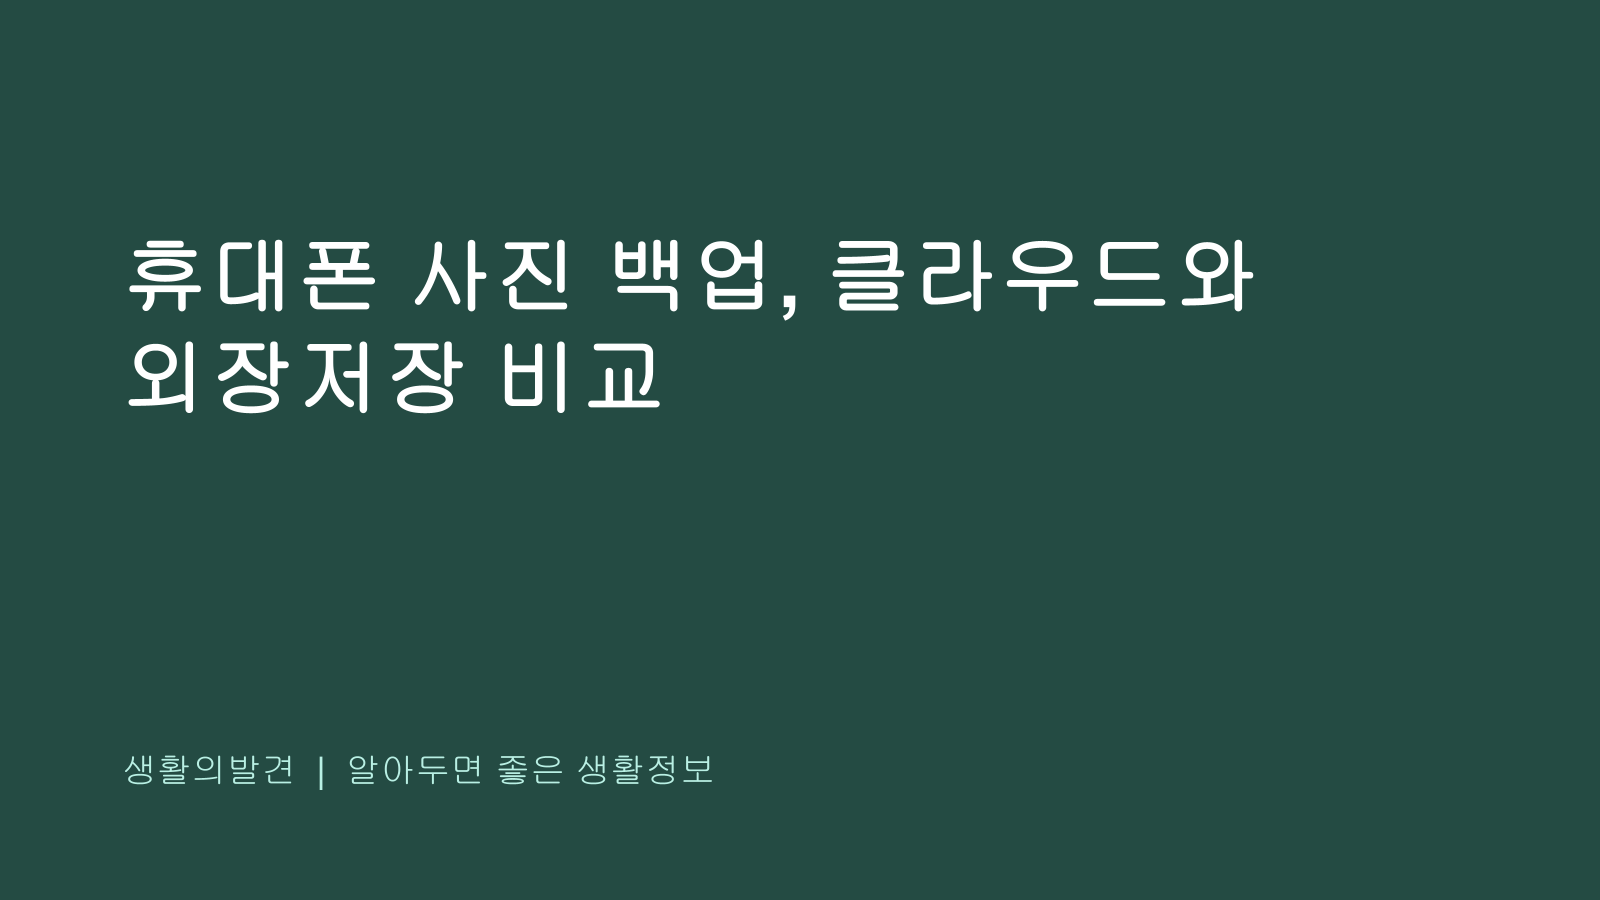 휴대폰 사진 백업, 클라우드와
외장저장 비교
생활의발견 | 알아두면 좋은 생활정보